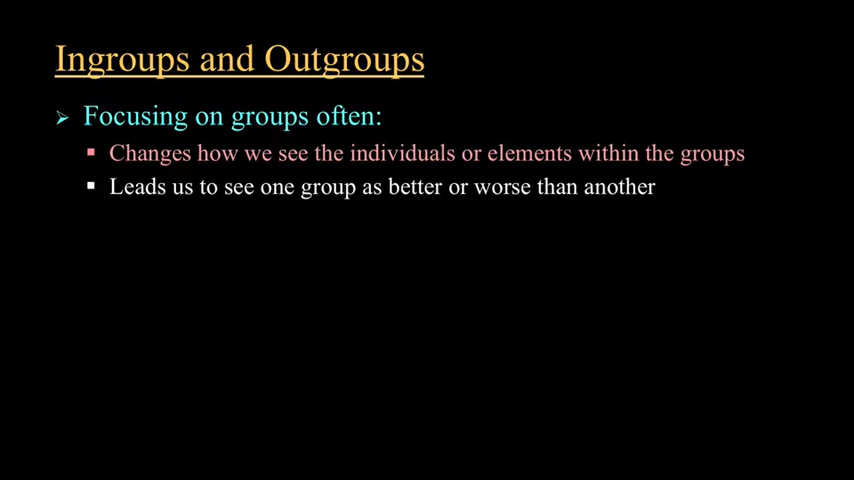 Ingroups and Outgroups
Focusing on groups often:
Changes how we see the individuals or elements within the groups
Leads us to see one group as better or worse than another